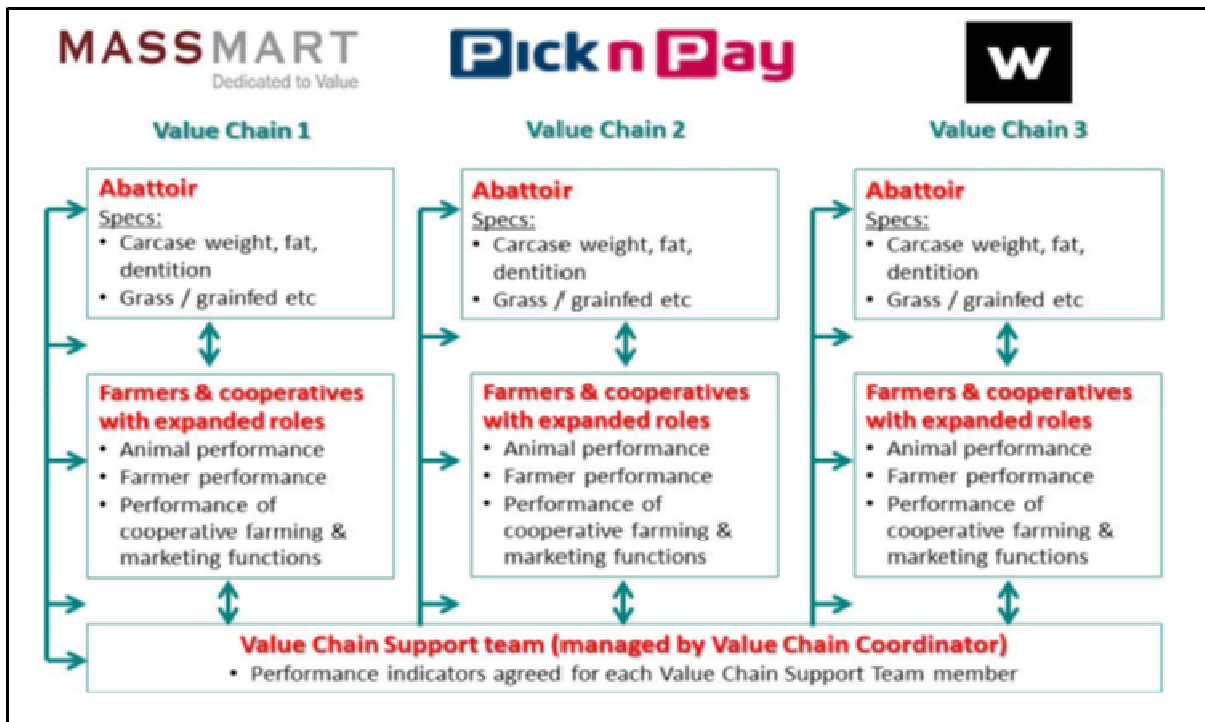 MASSMART
Dedicated to Value
Pick n Pay
W
Value Chain 1
Value Chain 2
Value Chain 3
Abattoir
Specs:
• Carcase weight, fat,
dentition
• Grass / grainfed etc
Abattoir
Specs:
• Carcase weight, fat,
dentition
• Grass / grainfed etc
Abattoir
Specs:
• Carcase weight, fat,
dentition
• Grass / grainfed etc
Farmers & cooperatives
with expanded roles
• Animal performance
• Farmer performance
• Performance of
cooperative farming &
marketing functions
Farmers & cooperatives
with expanded roles
• Animal performance
• Farmer performance
• Performance of
cooperative farming &
marketing functions
Farmers & cooperatives
with expanded roles
• Animal performance
• Farmer performance
• Performance of
cooperative farming &
marketing functions
Value Chain Support team (managed by Value Chain Coordinator)
• Performance indicators agreed for each Value Chain Support Team member